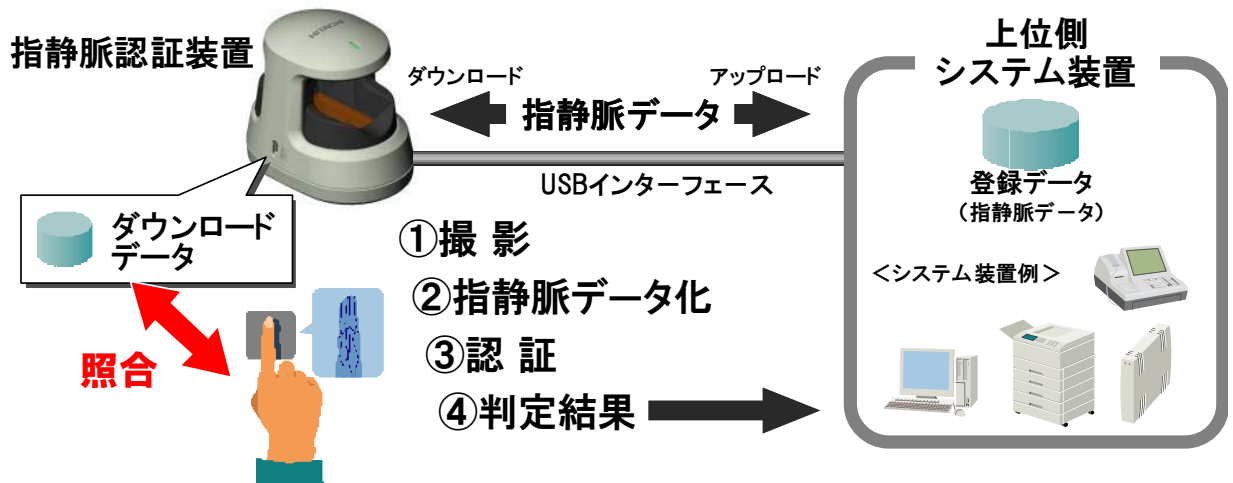 指静脈認証装置
HITACHI
ダウンロード
アップロード
指静脈データ
USBインターフェース
上位側
システム装置
登録データ
(指静脈データ)
<システム装置例>
ダウンロード
データ
照合
①撮 影
②指静脈データ化
③認 証
④判定結果